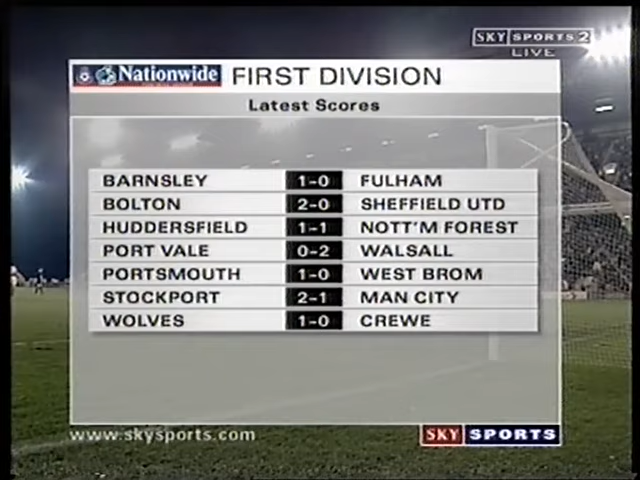 SKY SPORTS 2
LIVE
Nationwide FIRST DIVISION
Latest Scores
BARNSLEY 1-0 FULHAM
BOLTON 2-0 SHEFFIELD UTD
HUDDERSFIELD 1-1 NOTT'M FOREST
PORT VALE 0-2 WALSALL
PORTSMOUTH 1-0 WEST BROM
STOCKPORT 2-1 MAN CITY
WOLVES 1-0 CREWE
www.skysports.com SKY SPORTS